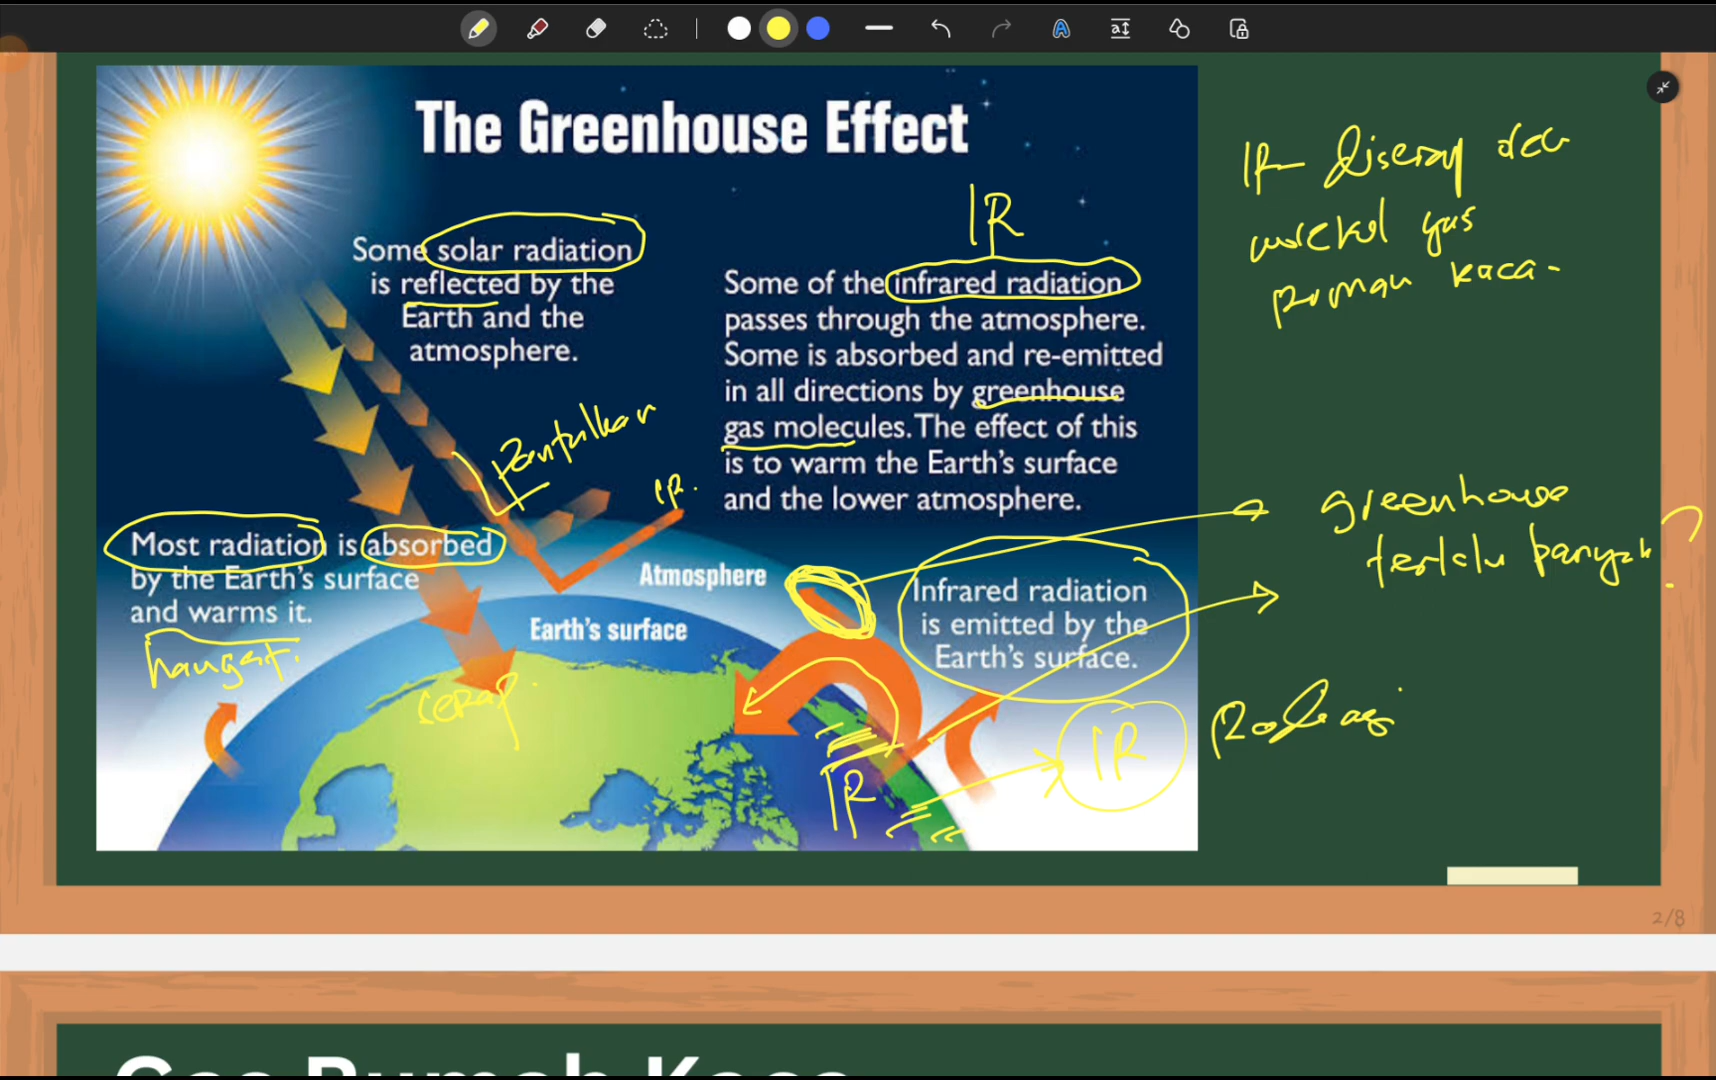 The Greenhouse Effect
Some solar radiation
is reflected by the
Earth and the
atmosphere.
IR
Some of the infrared radiation
passes through the atmosphere.
Some is absorbed and re-emitted
in all directions by greenhouse
gas molecules. The effect of this
is to warm the Earth's surface
and the lower atmosphere.
Pantulkan
IR.
Most radiation is absorbed
by the Earth's surface
and warms it.
hangat.
serap.
Atmosphere
Earth's surface
Infrared radiation
is emitted by the
Earth's surface.
IR
IR
IR diserap
gas
rumah kaca-
greenhouse
terlalu banyak?
Radiasi
2/8
Gas Rumah Kaca